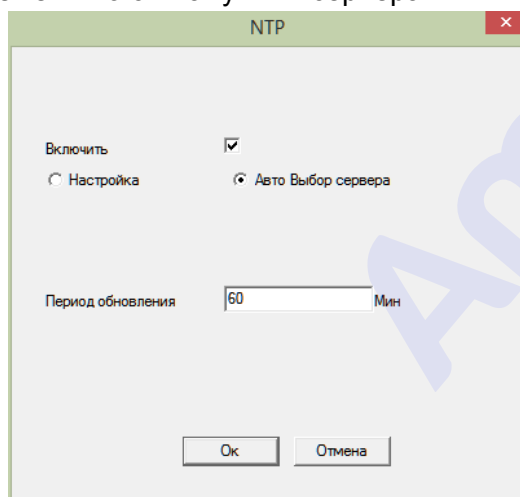 NTP
Включить
Настройка Авто Выбор сервера
Период обновления 60 Мин
Ок Отмена